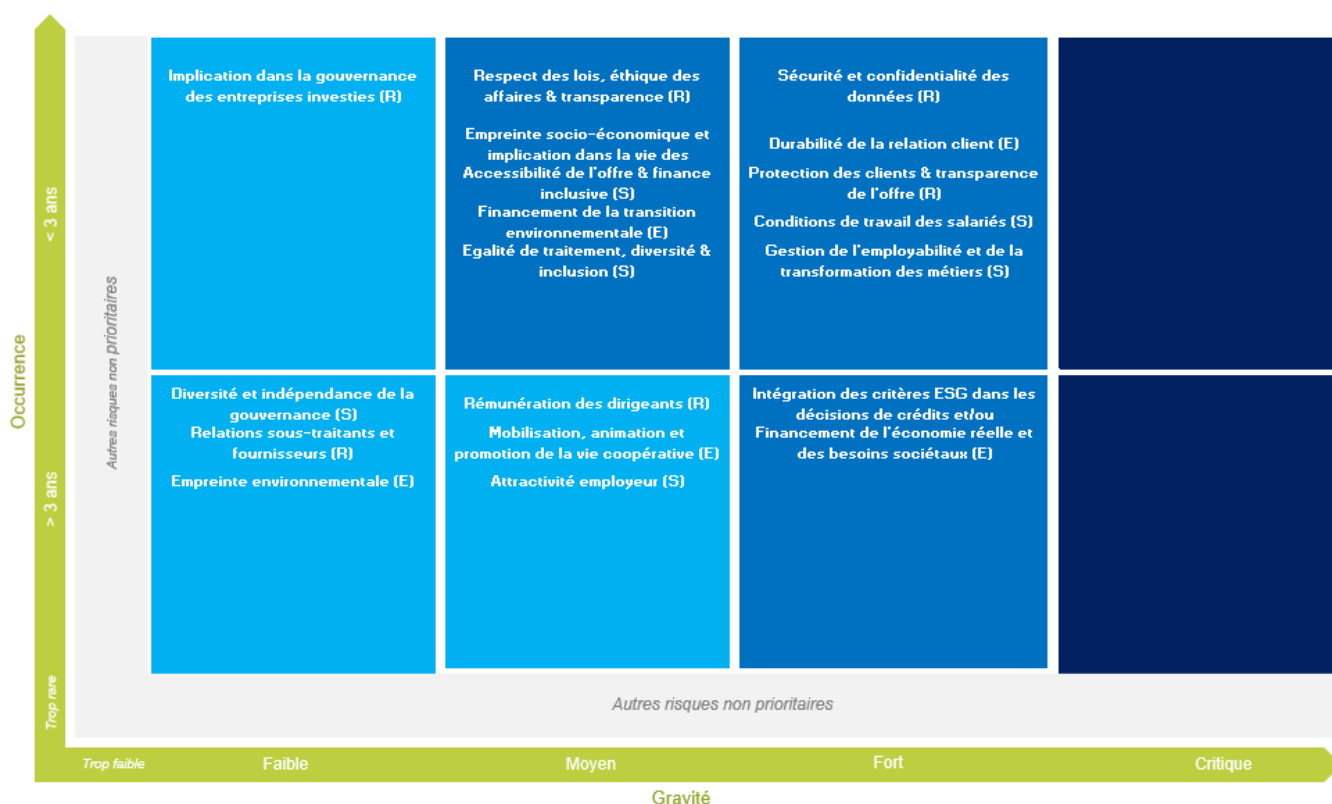 Implication dans la gouvernance
des entreprises investies (R)
Respect des lois, éthique des
affaires & transparence (R)
Empreinte socio-économique et
implication dans la vie des
Accessibilité de l'offre & finance
inclusive (S)
Financement de la transition
environnementale (E)
Egalité de traitement, diversité &
inclusion (S)
Sécurité et confidentialité des
données (R)
Durabilité de la relation client (E)
Protection des clients & transparence
de l'offre (R)
Conditions de travail des salariés (S)
Gestion de l'employabilité et de la
transformation des métiers (S)
Diversité et indépendance de la
gouvernance (S)
Relations sous-traitants et
fournisseurs (R)
Empreinte environnementale (E)
Rémunération des dirigeants (R)
Mobilisation, animation et
promotion de la vie coopérative (E)
Attractivité employeur (S)
Intégration des critères ESG dans les
décisions de crédits et/ou
Financement de l'économie réelle et
des besoins sociétaux (E)
Occurrence
< 3 ans
> 3 ans
Trop rare
Autres risques non prioritaires
Autres risques non prioritaires
Trop faible
Faible
Moyen
Fort
Critique
Gravité